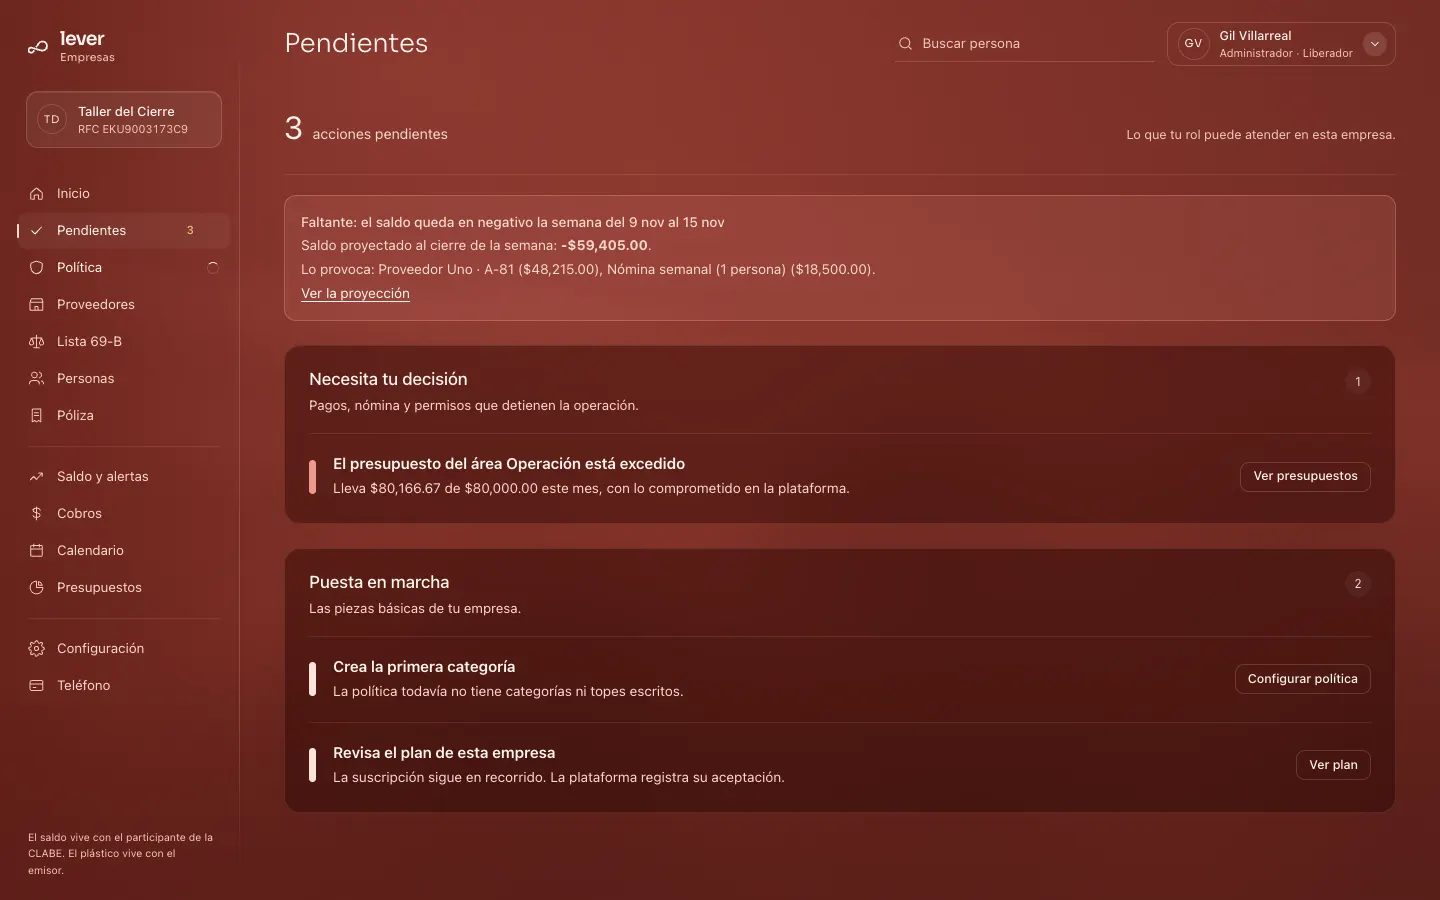 lever
Empresas
TD
Taller del Cierre
RFC EKU9003173C9
Inicio
Pendientes
3
Política
Proveedores
Lista 69-B
Personas
Póliza
Saldo y alertas
Cobros
Calendario
Presupuestos
Configuración
Teléfono
El saldo vive con el participante de la
CLABE. El plástico vive con el
emisor.
Pendientes
Buscar persona
GV
Gil Villarreal
Administrador · Liberador
3 acciones pendientes
Lo que tu rol puede atender en esta empresa.
Faltante: el saldo queda en negativo la semana del 9 nov al 15 nov
Saldo proyectado al cierre de la semana: -$59,405.00.
Lo provoca: Proveedor Uno · A-81 ($48,215.00), Nómina semanal (1 persona) ($18,500.00).
Ver la proyección
Necesita tu decisión
1
Pagos, nómina y permisos que detienen la operación.
El presupuesto del área Operación está excedido
Lleva $80,166.67 de $80,000.00 este mes, con lo comprometido en la plataforma.
Ver presupuestos
Puesta en marcha
2
Las piezas básicas de tu empresa.
Crea la primera categoría
La política todavía no tiene categorías ni topes escritos.
Configurar política
Revisa el plan de esta empresa
La suscripción sigue en recorrido. La plataforma registra su aceptación.
Ver plan